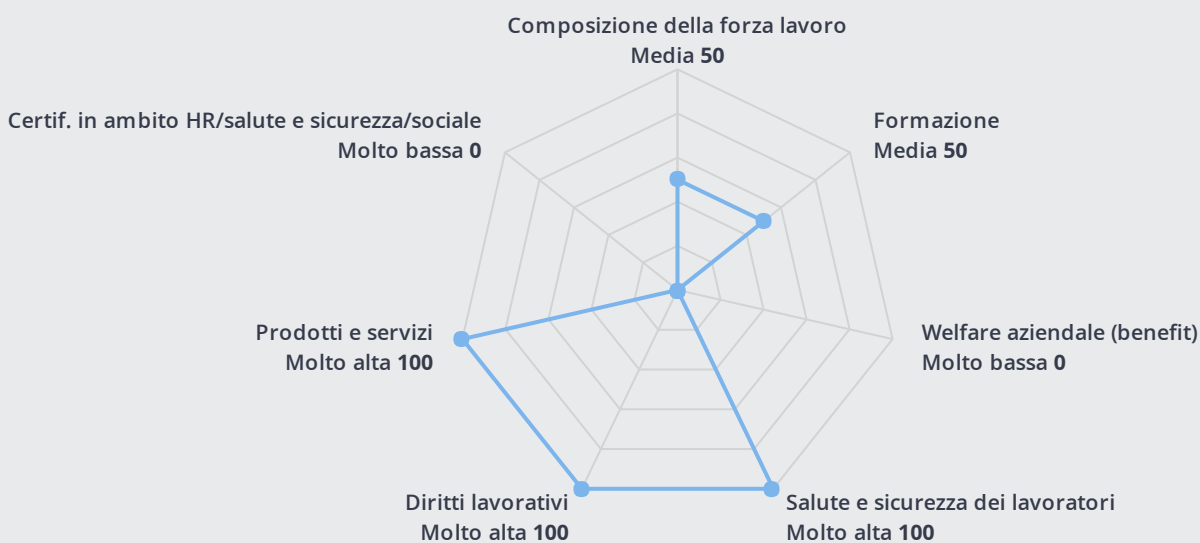 Composizione della forza lavoro
Media 50
Formazione
Media 50
Welfare aziendale (benefit)
Molto bassa 0
Salute e sicurezza dei lavoratori
Molto alta 100
Diritti lavorativi
Molto alta 100
Prodotti e servizi
Molto alta 100
Certif. in ambito HR/salute e sicurezza/sociale
Molto bassa 0